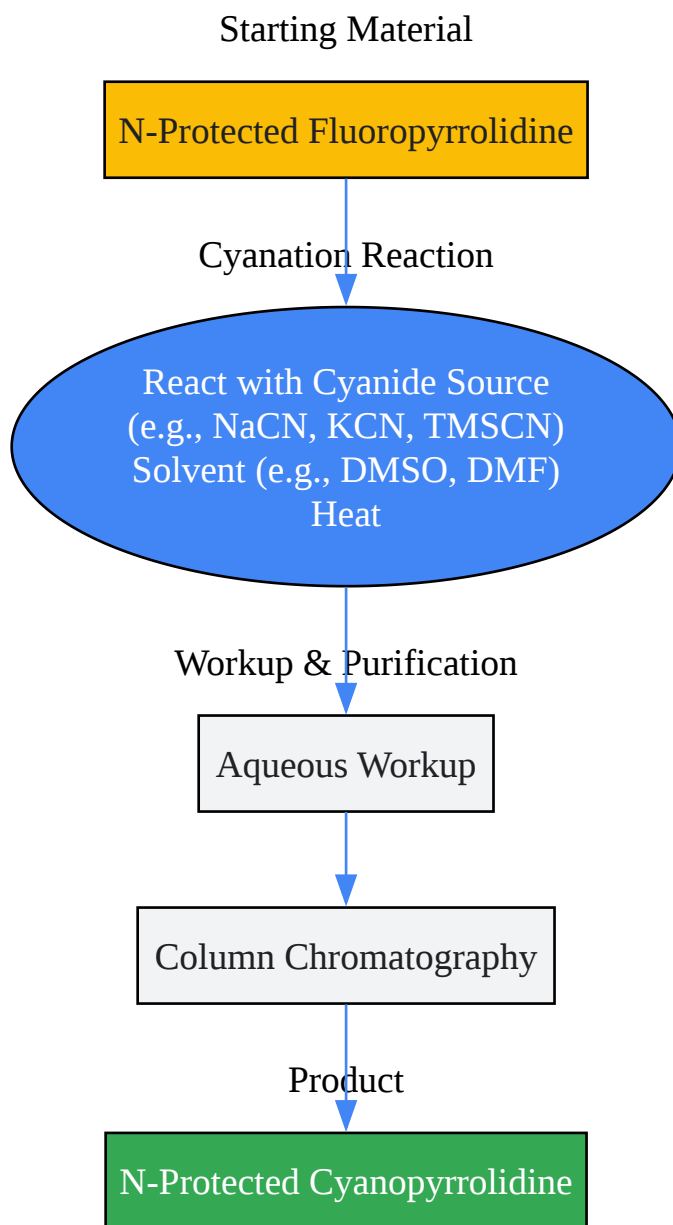 Starting Material
N-Protected Fluoropyrrolidine
Cyanation Reaction
React with Cyanide Source
(e.g., NaCN, KCN, TMSCN)
Solvent (e.g., DMSO, DMF)
Heat
Workup & Purification
Aqueous Workup
Column Chromatography
Product
N-Protected Cyanopyrrolidine